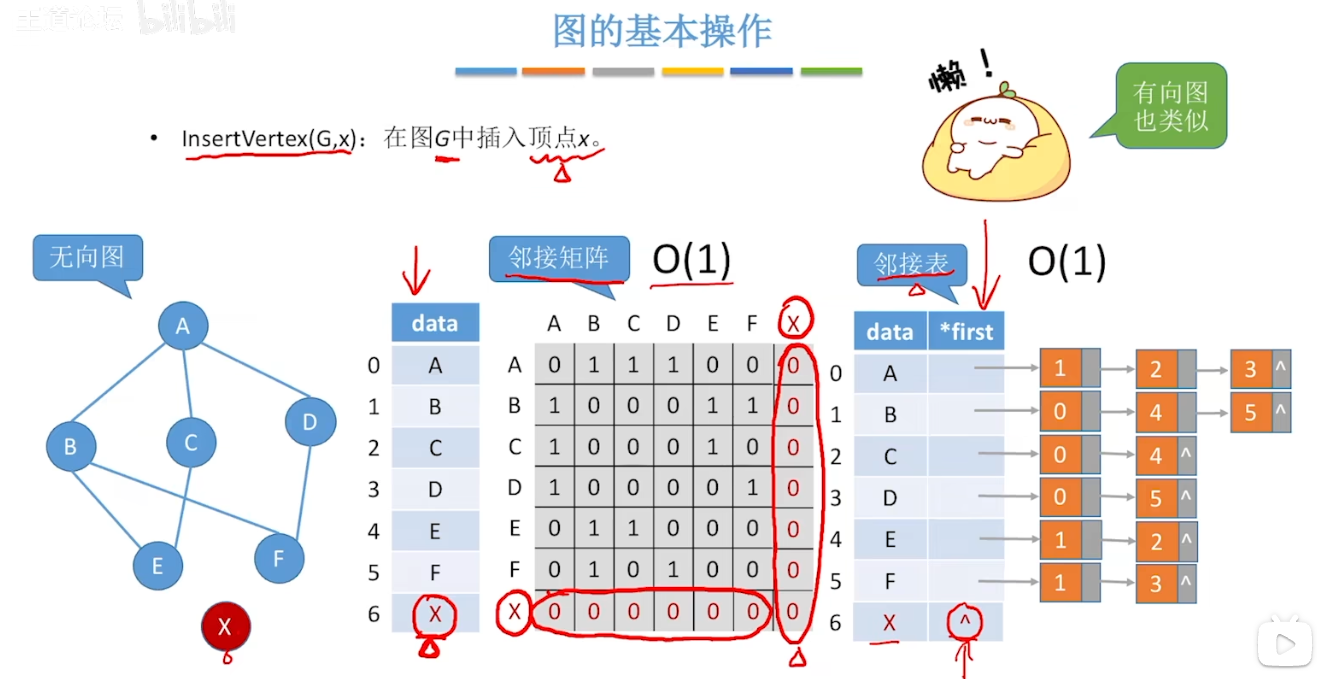 bilibili
图的基本操作
懒!
有向图
也类似
• InsertVertex(G,x)：在图G中插入顶点x。
无向图
邻接矩阵 O(1)
邻接表 O(1)
A
B
C
D
E
F
X
data
0 A
1 B
2 C
3 D
4 E
5 F
6 X
A B C D E F X
A 0 1 1 1 0 0 0
B 1 0 0 0 1 1 0
C 1 0 0 0 1 0 0
D 1 0 0 0 0 1 0
E 0 1 1 0 0 0 0
F 0 1 0 1 0 0 0
X 0 0 0 0 0 0 0
data *first
0 A 1 2 3 ^
1 B 0 4 5 ^
2 C 0 4 ^
3 D 0 5 ^
4 E 1 2 ^
5 F 1 3 ^
6 X ^